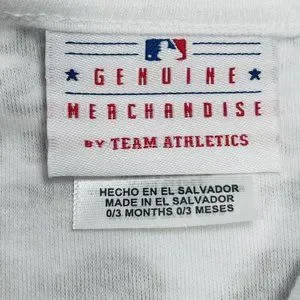 GENUINE
MERCHANDISE
BY TEAM ATHLETICS
HECHO EN EL SALVADOR
MADE IN EL SALVADOR
0/3 MONTHS 0/3 MESES